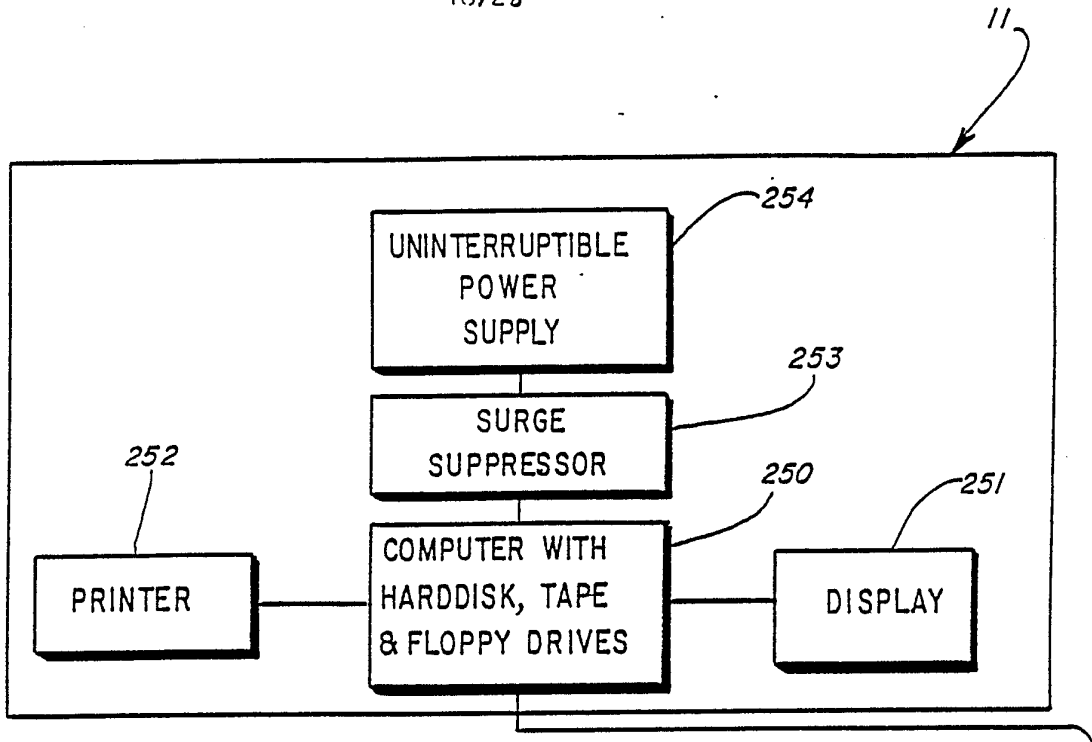 11
254
UNINTERRUPTIBLE
POWER
SUPPLY
253
SURGE
SUPPRESSOR
252
250
251
COMPUTER WITH
HARDDISK, TAPE
& FLOPPY DRIVES
PRINTER
DISPLAY